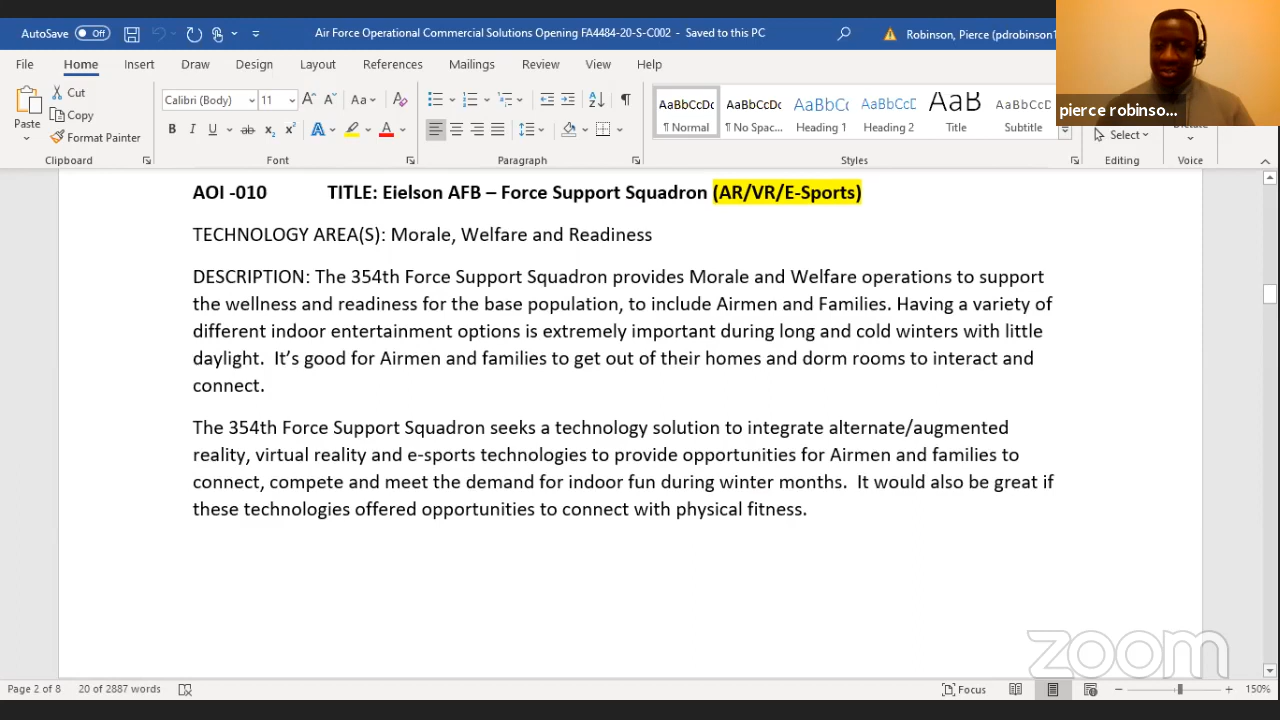 AutoSave Off
Air Force Operational Commercial Solutions Opening FA4484-20-S-C002 - Saved to this PC
Robinson, Pierce (pdrobinson1
File Home Insert Draw Design Layout References Mailings Review View Help
pierce robinso...
Paste
Cut
Copy
Format Painter
Clipboard
Calibri (Body) 11
Font
Paragraph
AaBbCcDc AaBbCcDc AaBbCc AaBbCcD AaB AaBbCcD
¶ Normal ¶ No Spac... Heading 1 Heading 2 Title Subtitle
Styles
Select
Editing
Voice
AOI -010 TITLE: Eielson AFB – Force Support Squadron (AR/VR/E-Sports)
TECHNOLOGY AREA(S): Morale, Welfare and Readiness
DESCRIPTION: The 354th Force Support Squadron provides Morale and Welfare operations to support
the wellness and readiness for the base population, to include Airmen and Families. Having a variety of
different indoor entertainment options is extremely important during long and cold winters with little
daylight. It’s good for Airmen and families to get out of their homes and dorm rooms to interact and
connect.
The 354th Force Support Squadron seeks a technology solution to integrate alternate/augmented
reality, virtual reality and e-sports technologies to provide opportunities for Airmen and families to
connect, compete and meet the demand for indoor fun during winter months. It would also be great if
these technologies offered opportunities to connect with physical fitness.
zoom
Page 2 of 8 20 of 2887 words Focus 150%